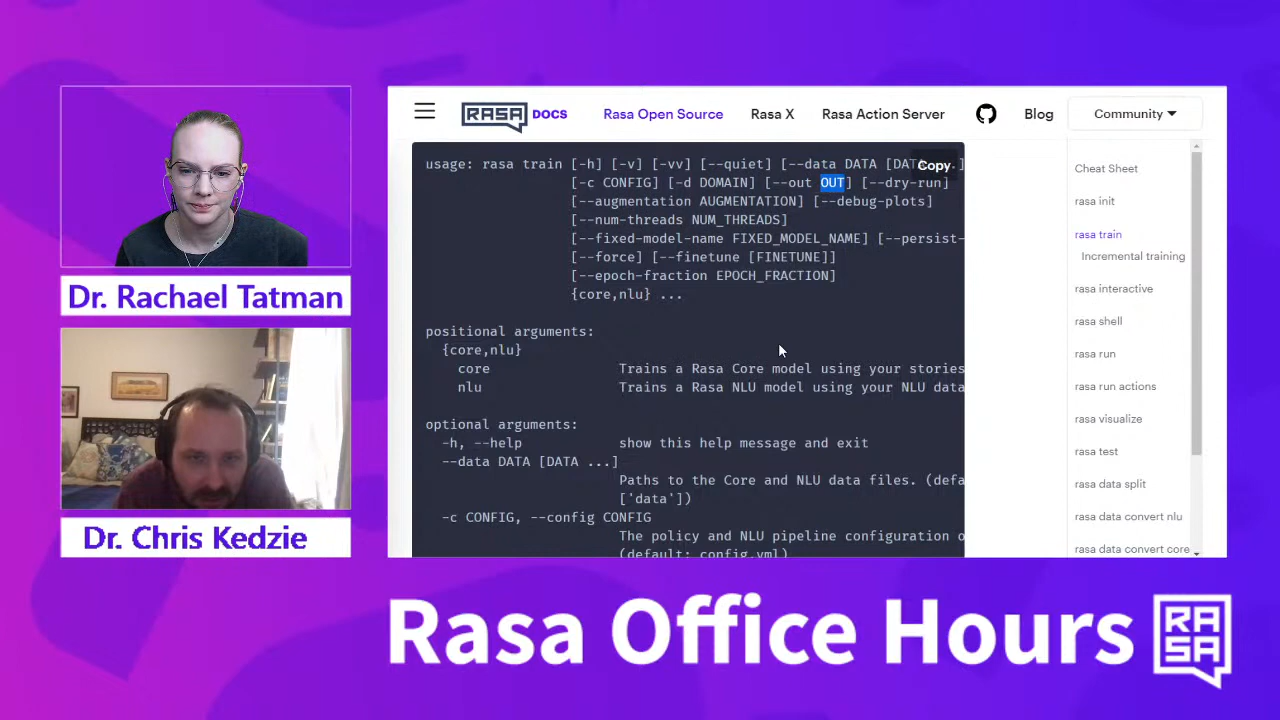 Dr. Rachael Tatman
Dr. Chris Kedzie
RASA DOCS
Rasa Open Source
Rasa X
Rasa Action Server
Blog
Community
usage: rasa train [-h] [-v] [-vv] [--quiet] [--data DATA [DAT
Copy
[-c CONFIG] [-d DOMAIN] [--out OUT] [--dry-run]
[--augmentation AUGMENTATION] [--debug-plots]
[--num-threads NUM_THREADS]
[--fixed-model-name FIXED_MODEL_NAME] [--persist-
[--force] [--finetune [FINETUNE]]
[--epoch-fraction EPOCH_FRACTION]
{core,nlu} ...
positional arguments:
{core,nlu}
core Trains a Rasa Core model using your stories
nlu Trains a Rasa NLU model using your NLU data
optional arguments:
-h, --help show this help message and exit
--data DATA [DATA ...]
Paths to the Core and NLU data files. (defa
['data'])
-c CONFIG, --config CONFIG
The policy and NLU pipeline configuration o
(default: config.yml)
Cheat Sheet
rasa init
rasa train
Incremental training
rasa interactive
rasa shell
rasa run
rasa run actions
rasa visualize
rasa test
rasa data split
rasa data convert nlu
rasa data convert core
Rasa Office Hours
RA
SA